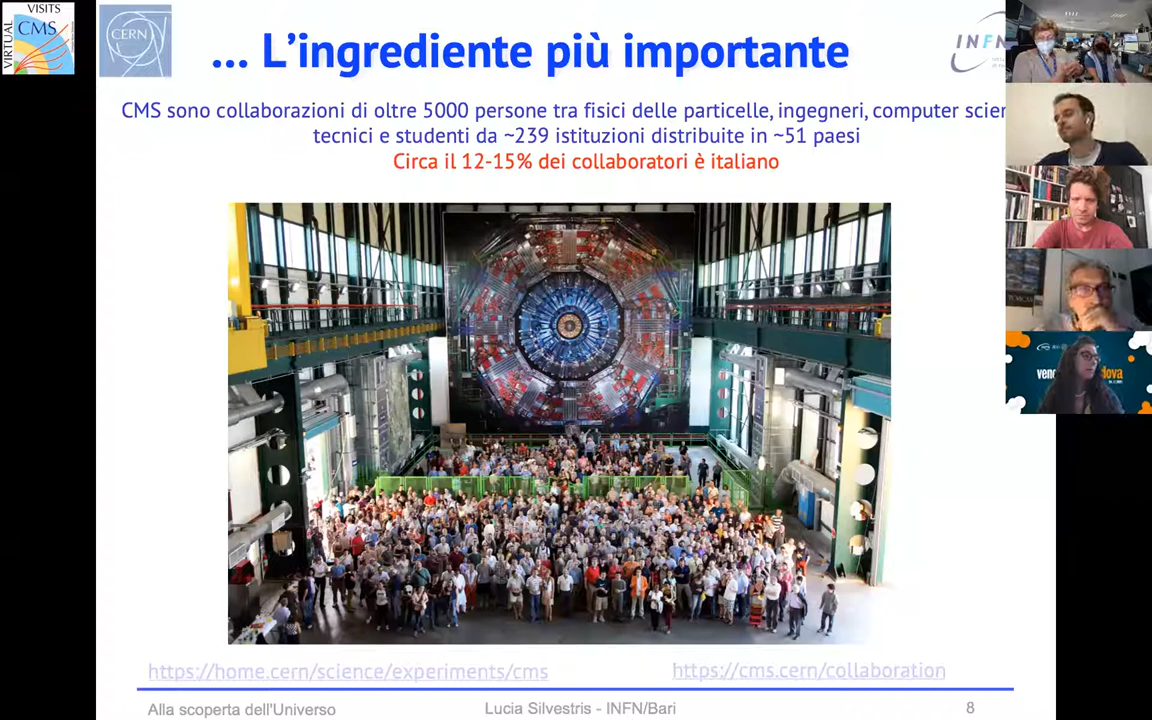 VISITS
VIRTUAL
CMS
CERN
INFN
... L'ingrediente più importante
CMS sono collaborazioni di oltre 5000 persone tra fisici delle particelle, ingegneri, computer scien
tecnici e studenti da ~239 istituzioni distribuite in ~51 paesi
Circa il 12-15% dei collaboratori è italiano
https://home.cern/science/experiments/cms
https://cms.cern/collaboration
Alla scoperta dell'Universo
Lucia Silvestris - INFN/Bari
8